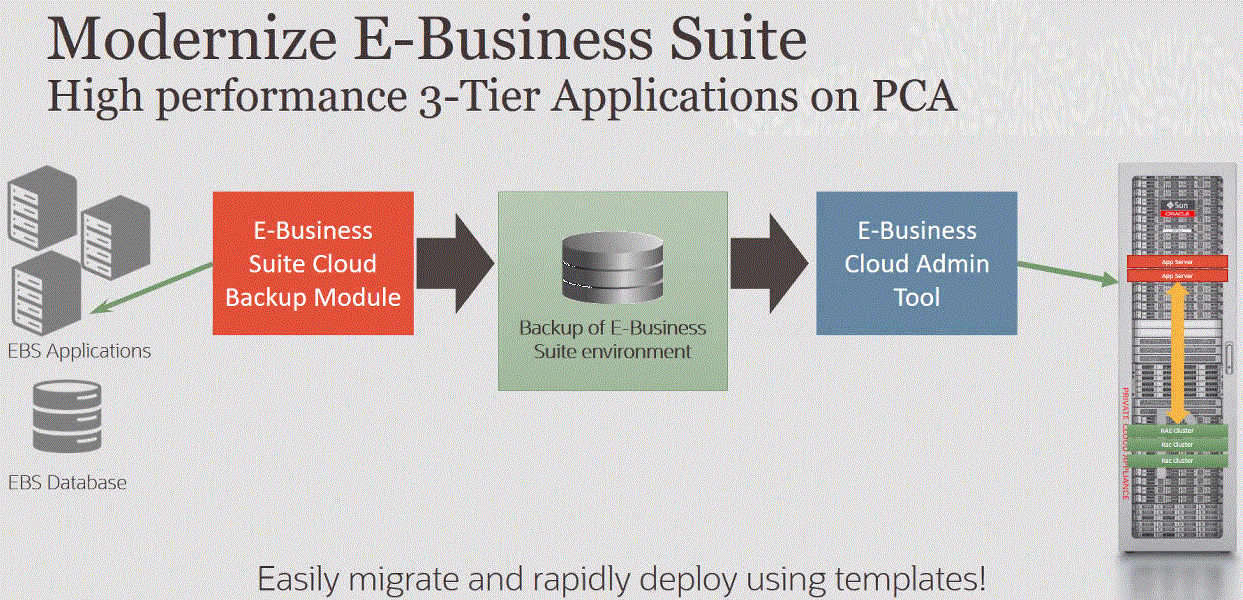 Modernize E-Business Suite
High performance 3-Tier Applications on PCA
EBS Applications
EBS Database
E-Business
Suite Cloud
Backup Module
Backup of E-Business
Suite environment
E-Business
Cloud Admin
Tool
Sun
ORACLE
App Server
App Server
RAC Cluster
Rac Cluster
Rac Cluster
PRIVATE CLOUD APPLIANCE
Easily migrate and rapidly deploy using templates!